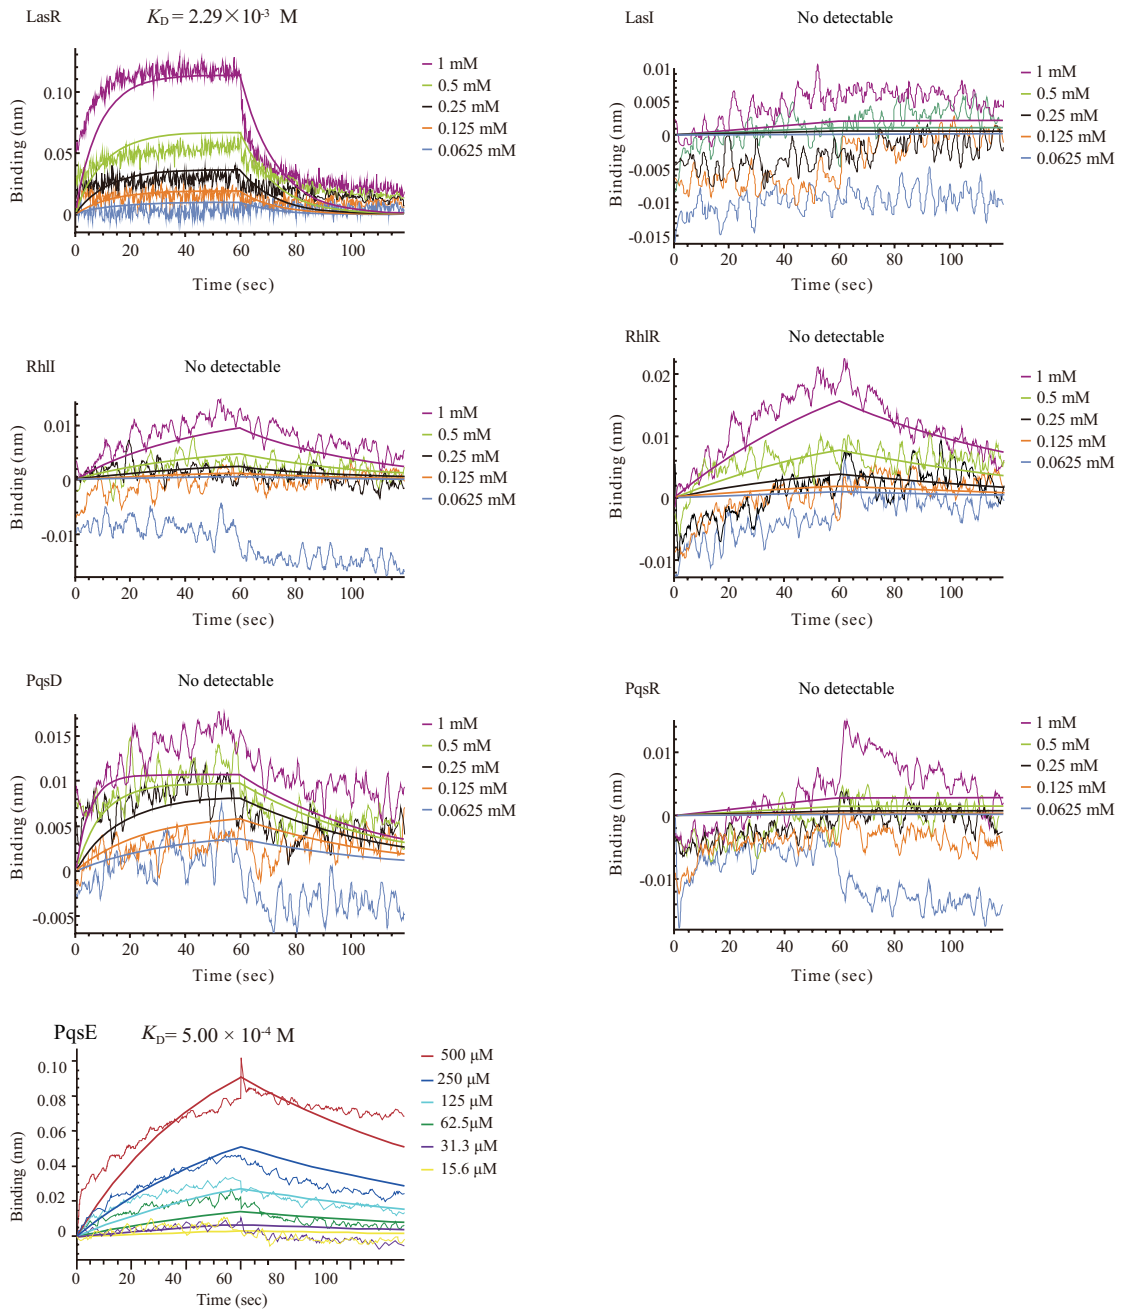 LasR
K_D = 2.29×10⁻³ M
Binding (nm)
0.10
0.05
0
0 20 40 60 80 100
Time (sec)
1 mM
0.5 mM
0.25 mM
0.125 mM
0.0625 mM
LasI
No detectable
Binding (nm)
0.01
0.005
0
-0.005
-0.01
-0.015
0 20 40 60 80 100
Time (sec)
1 mM
0.5 mM
0.25 mM
0.125 mM
0.0625 mM
RhlI
No detectable
Binding (nm)
0.01
0
-0.01
0 20 40 60 80 100
Time (sec)
1 mM
0.5 mM
0.25 mM
0.125 mM
0.0625 mM
RhlR
No detectable
Binding (nm)
0.02
0.01
0
-0.01
0 20 40 60 80 100
Time (sec)
1 mM
0.5 mM
0.25 mM
0.125 mM
0.0625 mM
PqsD
No detectable
Binding (nm)
0.015
0.01
0.005
0
-0.005
0 20 40 60 80 100
Time (sec)
1 mM
0.5 mM
0.25 mM
0.125 mM
0.0625 mM
PqsR
No detectable
Binding (nm)
0.01
0
-0.01
0 20 40 60 80 100
Time (sec)
1 mM
0.5 mM
0.25 mM
0.125 mM
0.0625 mM
PqsE
K_D= 5.00 × 10⁻⁴ M
Binding (nm)
0.10
0.08
0.06
0.04
0.02
0
0 20 40 60 80 100
Time (sec)
500 μM
250 μM
125 μM
62.5μM
31.3 μM
15.6 μM